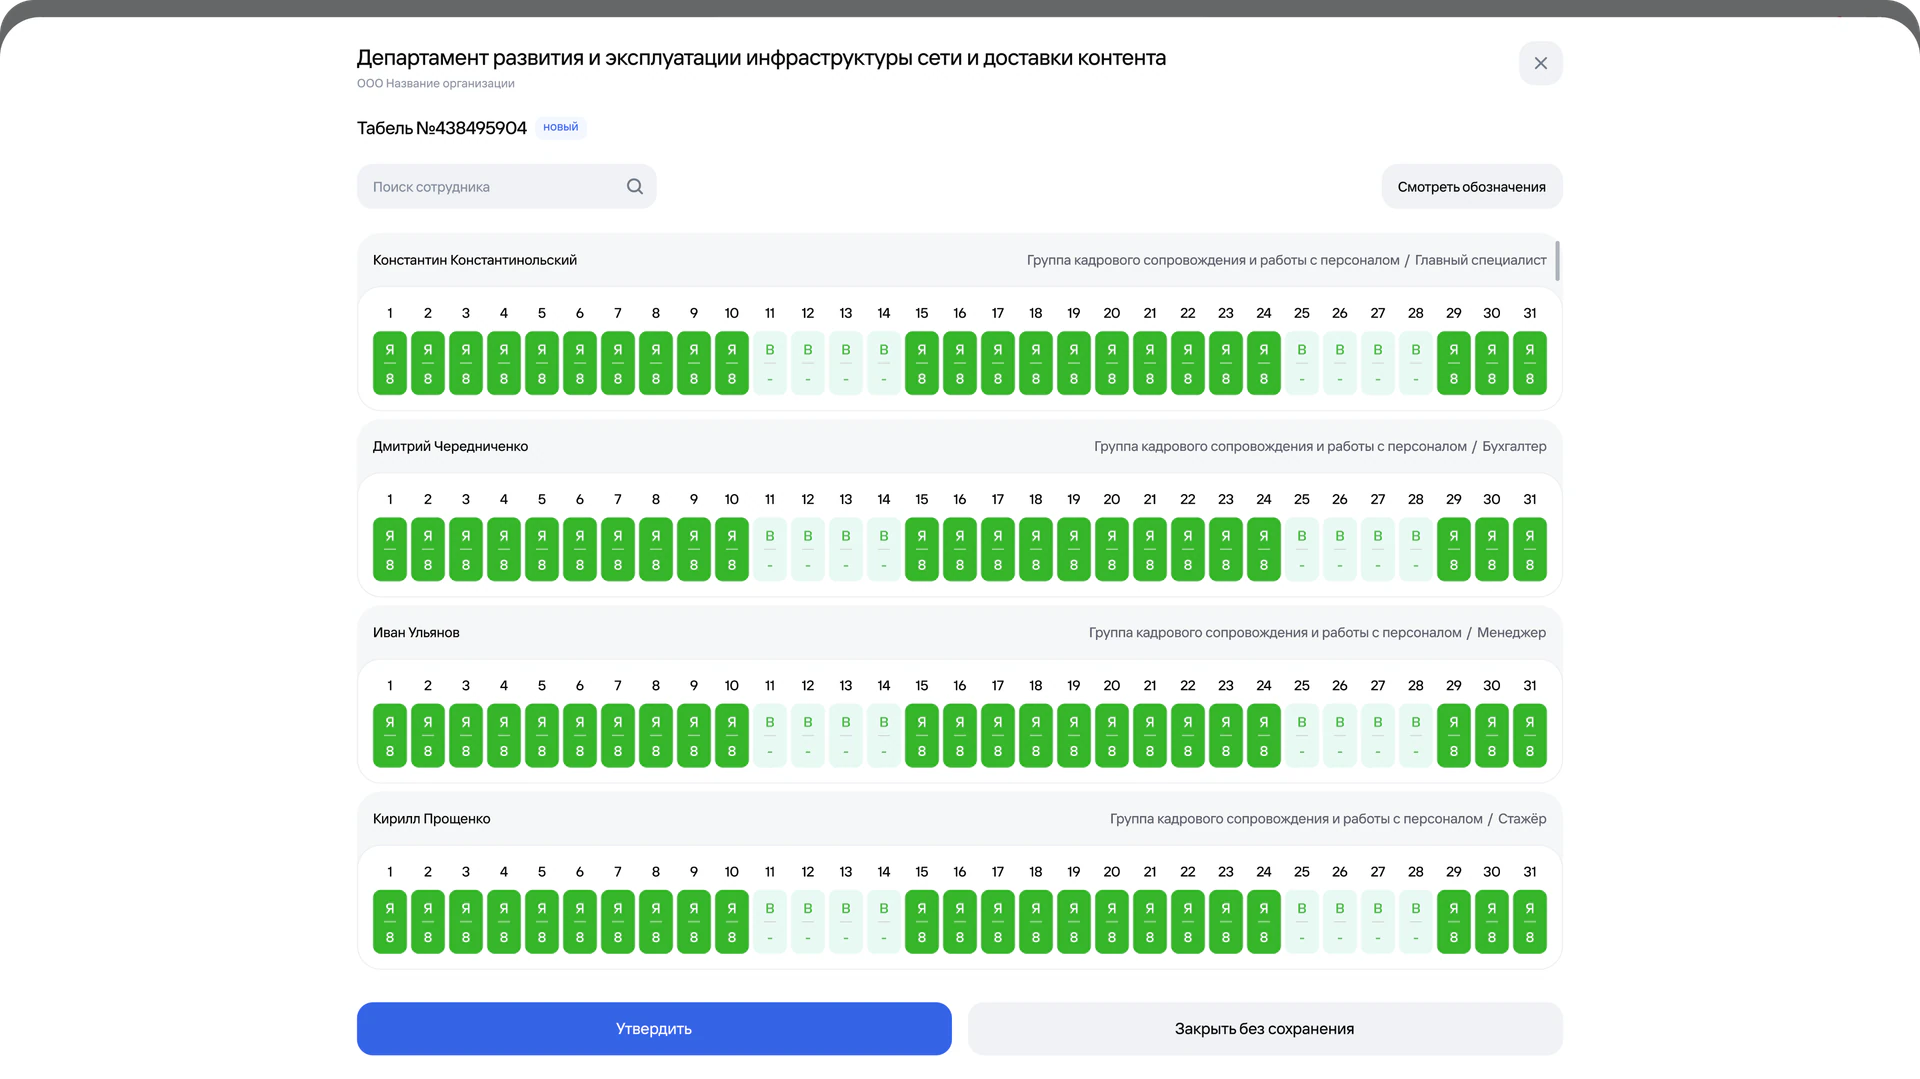 Департамент развития и эксплуатации инфраструктуры сети и доставки контента
ООО Название организации
Табель №438495904 новый
Поиск сотрудника
Смотреть обозначения
Константин Константинольский
Группа кадрового сопровождения и работы с персоналом / Главный специалист
1 2 3 4 5 6 7 8 9 10 11 12 13 14 15 16 17 18 19 20 21 22 23 24 25 26 27 28 29 30 31
Я Я Я Я Я Я Я Я Я Я В В В В Я Я Я Я Я Я Я Я Я Я В В В В Я Я Я
8 8 8 8 8 8 8 8 8 8 - - - - 8 8 8 8 8 8 8 8 8 8 - - - - 8 8 8
Дмитрий Чередниченко
Группа кадрового сопровождения и работы с персоналом / Бухгалтер
1 2 3 4 5 6 7 8 9 10 11 12 13 14 15 16 17 18 19 20 21 22 23 24 25 26 27 28 29 30 31
Я Я Я Я Я Я Я Я Я Я В В В В Я Я Я Я Я Я Я Я Я Я В В В В Я Я Я
8 8 8 8 8 8 8 8 8 8 - - - - 8 8 8 8 8 8 8 8 8 8 - - - - 8 8 8
Иван Ульянов
Группа кадрового сопровождения и работы с персоналом / Менеджер
1 2 3 4 5 6 7 8 9 10 11 12 13 14 15 16 17 18 19 20 21 22 23 24 25 26 27 28 29 30 31
Я Я Я Я Я Я Я Я Я Я В В В В Я Я Я Я Я Я Я Я Я Я В В В В Я Я Я
8 8 8 8 8 8 8 8 8 8 - - - - 8 8 8 8 8 8 8 8 8 8 - - - - 8 8 8
Кирилл Прощенко
Группа кадрового сопровождения и работы с персоналом / Стажёр
1 2 3 4 5 6 7 8 9 10 11 12 13 14 15 16 17 18 19 20 21 22 23 24 25 26 27 28 29 30 31
Я Я Я Я Я Я Я Я Я Я В В В В Я Я Я Я Я Я Я Я Я Я В В В В Я Я Я
8 8 8 8 8 8 8 8 8 8 - - - - 8 8 8 8 8 8 8 8 8 8 - - - - 8 8 8
Утвердить
Закрыть без сохранения